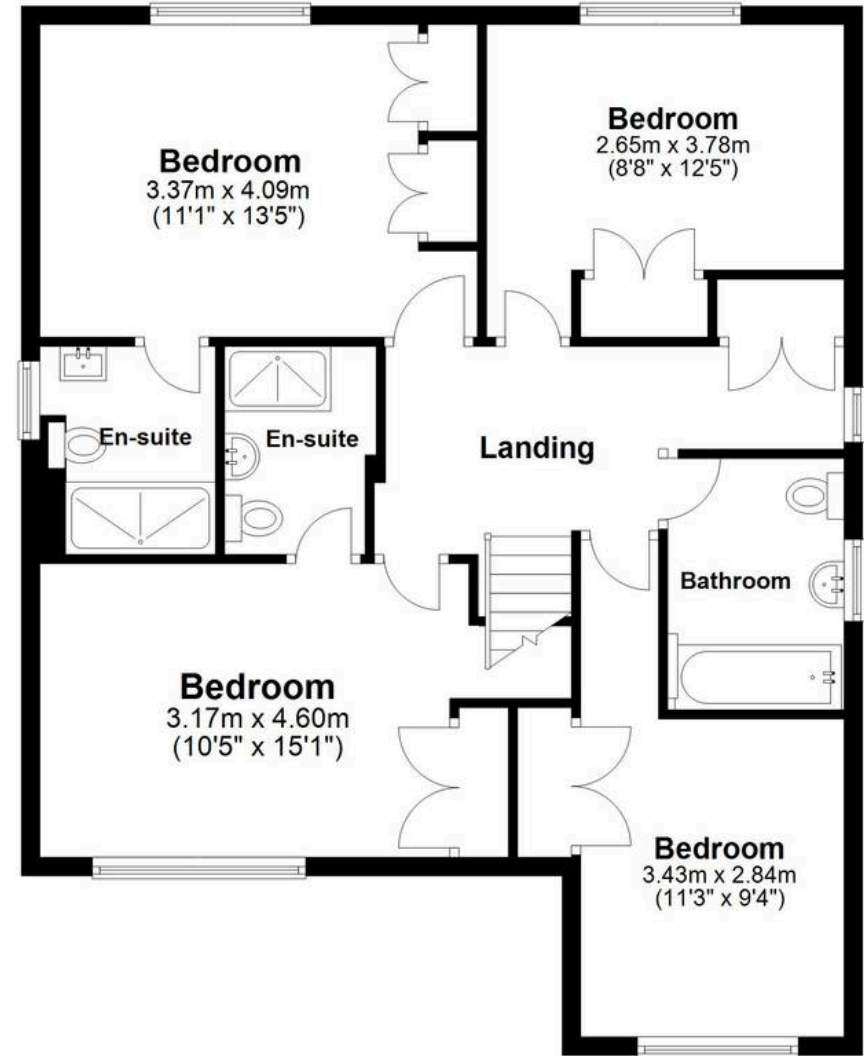 Bedroom
3.37m x 4.09m
(11'1" x 13'5")
Bedroom
2.65m x 3.78m
(8'8" x 12'5")
En-suite
En-suite
Landing
Bathroom
Bedroom
3.17m x 4.60m
(10'5" x 15'1")
Bedroom
3.43m x 2.84m
(11'3" x 9'4")